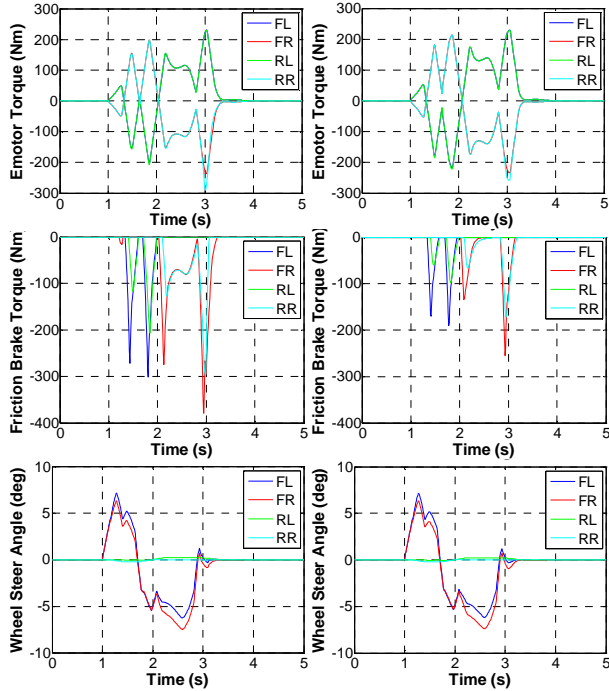 Emotor Torque (Nm)
300
200
100
0
-100
-200
-300
0 1 2 3 4 5
Time (s)
FL
FR
RL
RR
Emotor Torque (Nm)
300
200
100
0
-100
-200
-300
0 1 2 3 4 5
Time (s)
FL
FR
RL
RR
Friction Brake Torque (Nm)
0
-100
-200
-300
-400
0 1 2 3 4 5
Time (s)
FL
FR
RL
RR
Friction Brake Torque (Nm)
0
-100
-200
-300
-400
0 1 2 3 4 5
Time (s)
FL
FR
RL
RR
Wheel Steer Angle (deg)
10
5
0
-5
-10
0 1 2 3 4 5
Time (s)
FL
FR
RL
RR
Wheel Steer Angle (deg)
10
5
0
-5
-10
0 1 2 3 4 5
Time (s)
FL
FR
RL
RR